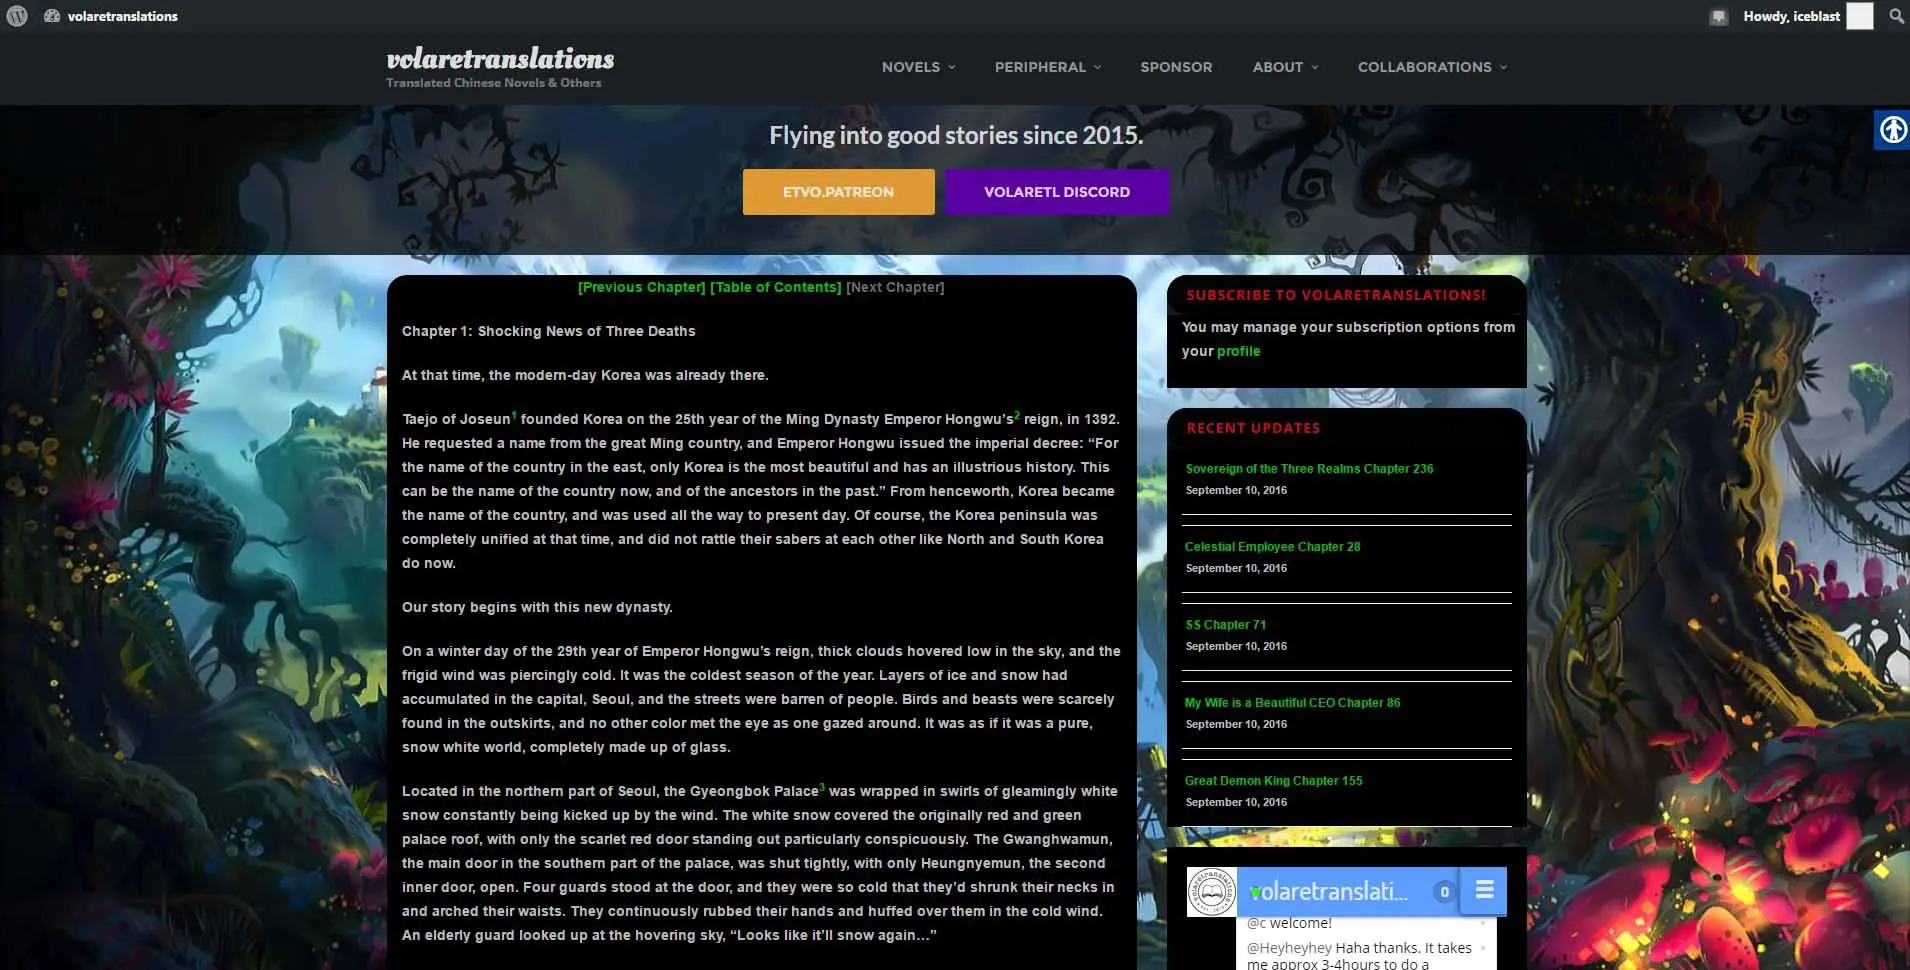 volaretranslations
Howdy, iceblast
volaretranslations
Translated Chinese Novels & Others
NOVELS
PERIPHERAL
SPONSOR
ABOUT
COLLABORATIONS
Flying into good stories since 2015.
ETVO.PATREON
VOLARETL DISCORD
[Previous Chapter] [Table of Contents] [Next Chapter]
Chapter 1: Shocking News of Three Deaths
At that time, the modern-day Korea was already there.
Taejo of Joseun1 founded Korea on the 25th year of the Ming Dynasty Emperor Hongwu’s2 reign, in 1392.
He requested a name from the great Ming country, and Emperor Hongwu issued the imperial decree: “For
the name of the country in the east, only Korea is the most beautiful and has an illustrious history. This
can be the name of the country now, and of the ancestors in the past.” From henceworth, Korea became
the name of the country, and was used all the way to present day. Of course, the Korea peninsula was
completely unified at that time, and did not rattle their sabers at each other like North and South Korea
do now.
Our story begins with this new dynasty.
On a winter day of the 29th year of Emperor Hongwu’s reign, thick clouds hovered low in the sky, and the
frigid wind was piercingly cold. It was the coldest season of the year. Layers of ice and snow had
accumulated in the capital, Seoul, and the streets were barren of people. Birds and beasts were scarcely
found in the outskirts, and no other color met the eye as one gazed around. It was as if it was a pure,
snow white world, completely made up of glass.
Located in the northern part of Seoul, the Gyeongbok Palace3 was wrapped in swirls of gleamingly white
snow constantly being kicked up by the wind. The white snow covered the originally red and green
palace roof, with only the scarlet red door standing out particularly conspicuously. The Gwanghwamun,
the main door in the southern part of the palace, was shut tightly, with only Heungnyemun, the second
inner door, open. Four guards stood at the door, and they were so cold that they’d shrunk their necks in
and arched their waists. They continuously rubbed their hands and huffed over them in the cold wind.
An elderly guard looked up at the hovering sky, “Looks like it’ll snow again…”
SUBSCRIBE TO VOLARETRANSLATIONS!
You may manage your subscription options from
your profile
RECENT UPDATES
Sovereign of the Three Realms Chapter 236
September 10, 2016
Celestial Employee Chapter 28
September 10, 2016
SS Chapter 71
September 10, 2016
My Wife is a Beautiful CEO Chapter 86
September 10, 2016
Great Demon King Chapter 155
September 10, 2016
volaretranslati...
0
@c welcome!
@Heyheyhey Haha thanks. It takes
me approx 3-4hours to do a